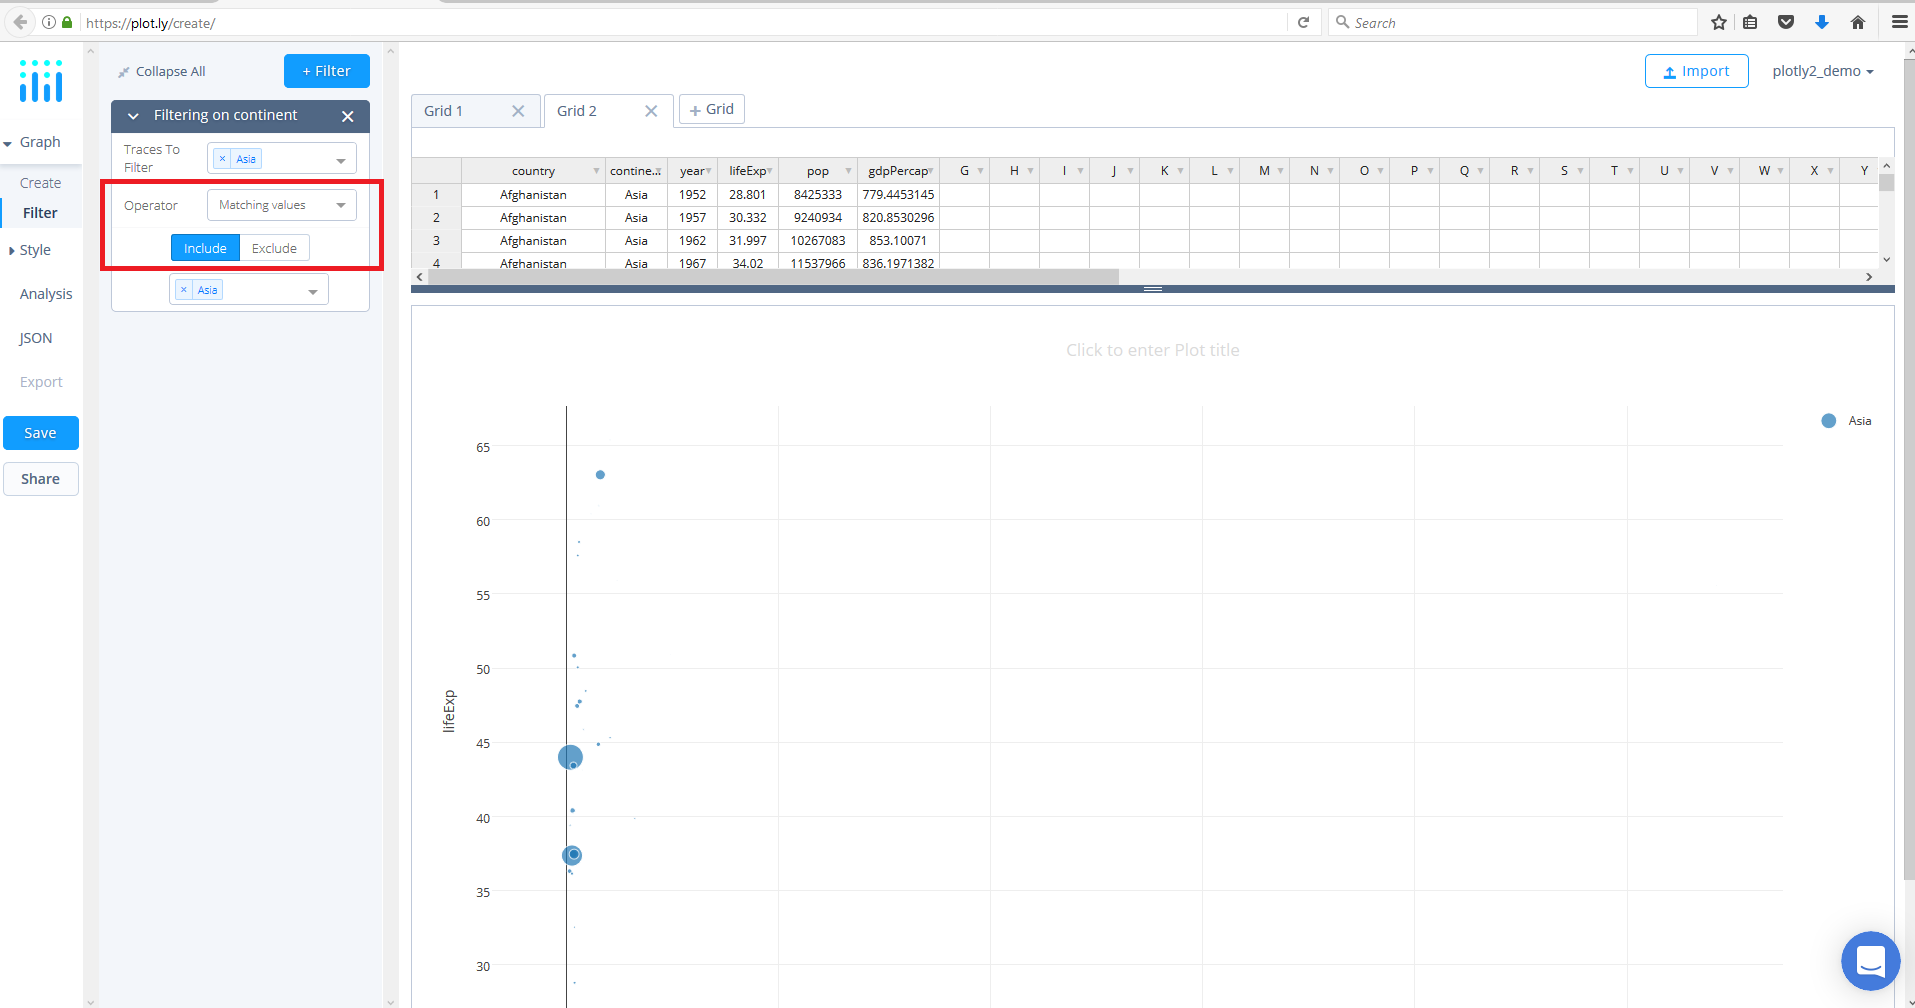 https://plot.ly/create/
Search
Collapse All
+ Filter
Import
plotly2_demo
Filtering on continent
Grid 1
Grid 2
+ Grid
Graph
Create
Filter
Style
Analysis
JSON
Export
Save
Share
Traces To
Filter
× Asia
Operator
Matching values
Include Exclude
× Asia
country contine... year lifeExp pop gdpPercap G H I J K L M N O P Q R S T U V W X Y
1 Afghanistan Asia 1952 28.801 8425333 779.4453145
2 Afghanistan Asia 1957 30.332 9240934 820.8530296
3 Afghanistan Asia 1962 31.997 10267083 853.10071
4 Afghanistan Asia 1967 34.02 11537966 836.1971382
Click to enter Plot title
Asia
65
60
55
50
45
40
35
30
lifeExp